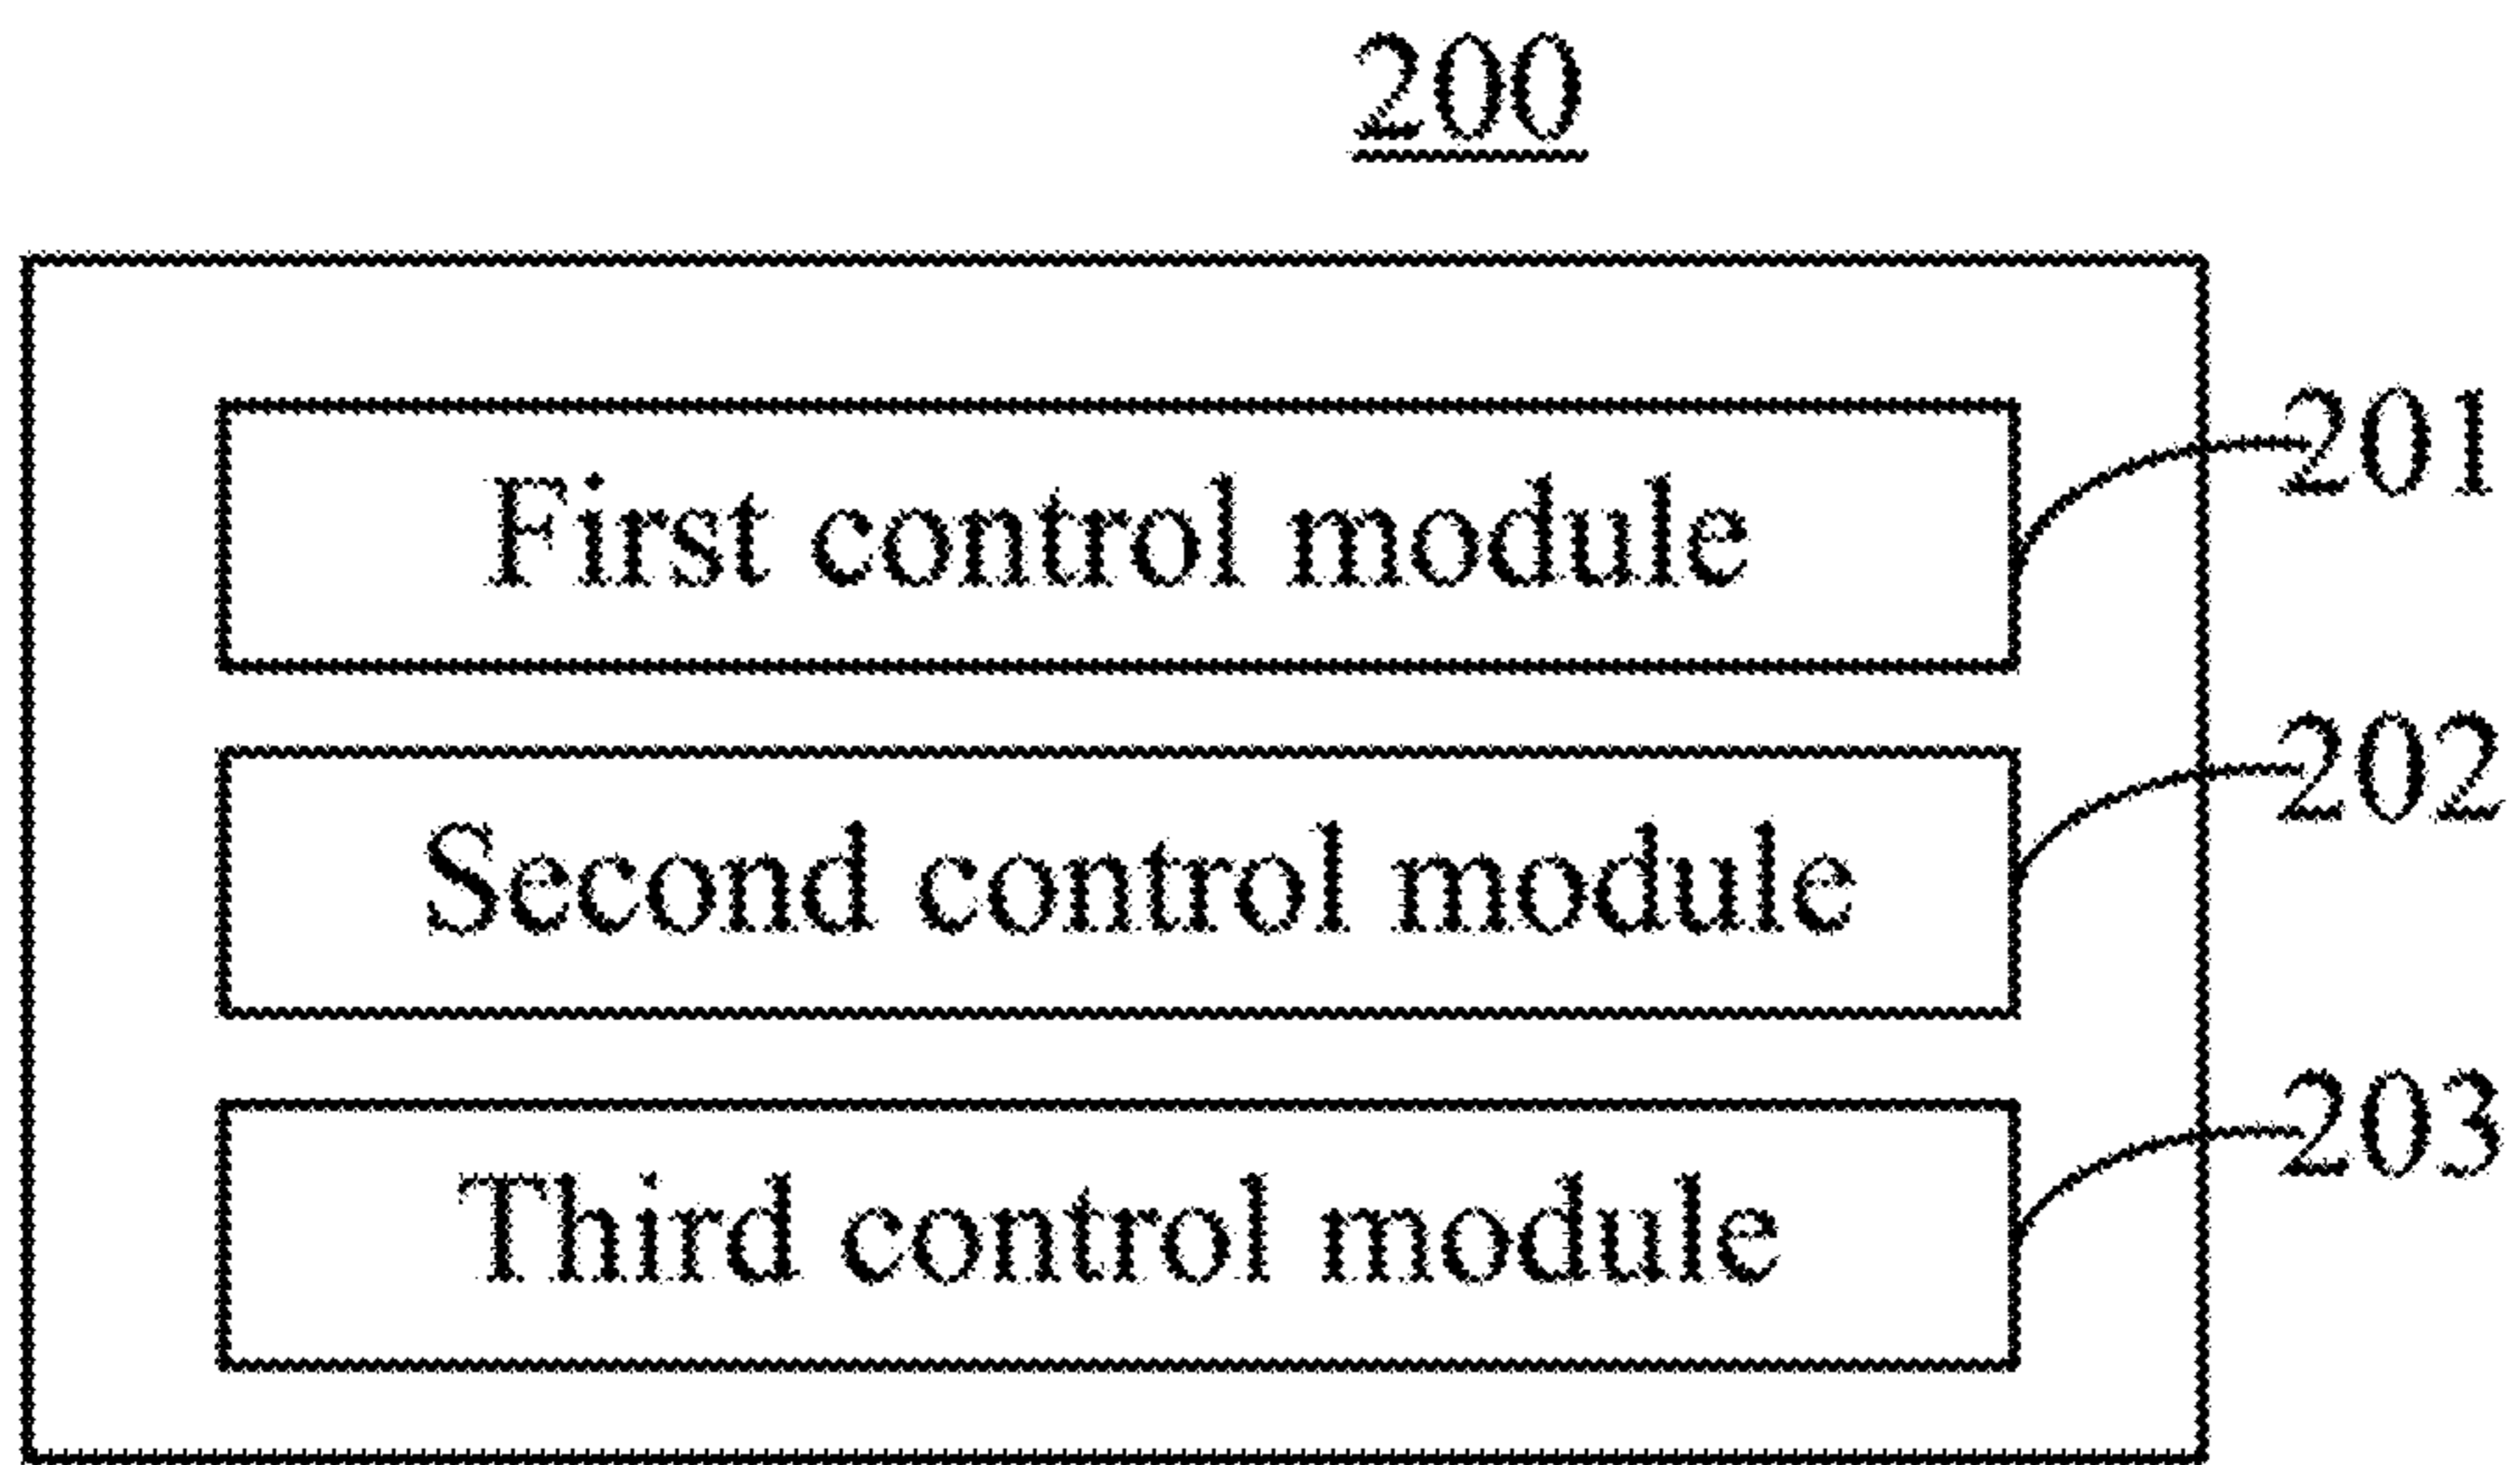 200
First control module
201
Second control module
202
Third control module
203